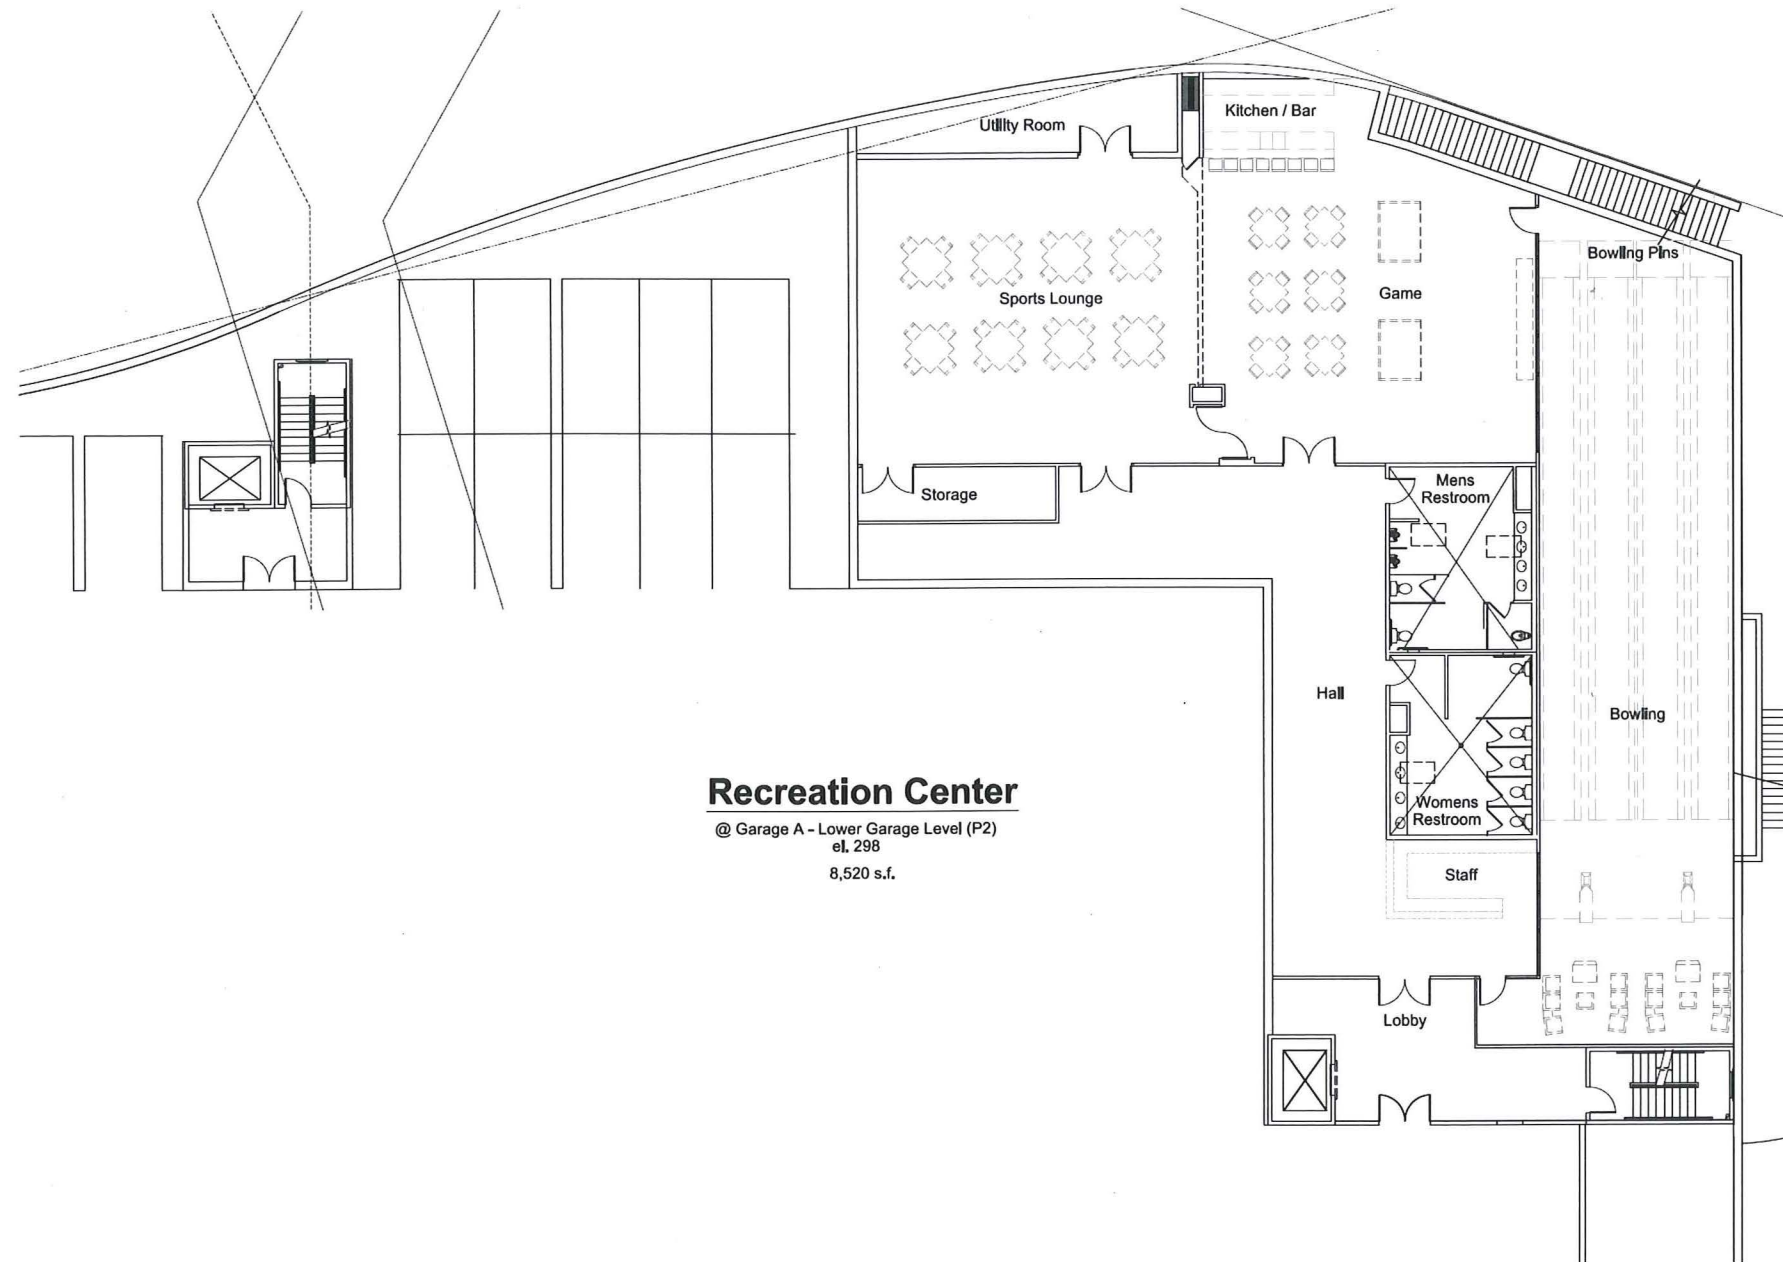 Utility Room
Kitchen / Bar
Bowling Pins
Sports Lounge
Game
Storage
Mens
Restroom
Hall
Bowling
Recreation Center
@ Garage A - Lower Garage Level (P2)
el. 298
8,520 s.f.
Womens
Restroom
Staff
Lobby